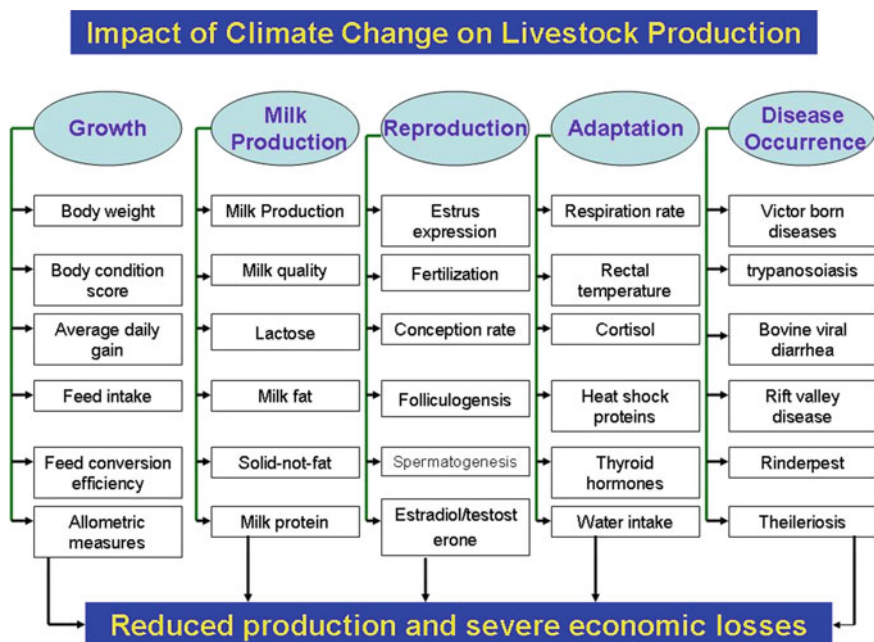 Impact of Climate Change on Livestock Production
Growth
Body weight
Body condition
score
Average daily
gain
Feed intake
Feed conversion
efficiency
Allometric
measures
Milk
Production
Milk Production
Milk quality
Lactose
Milk fat
Solid-not-fat
Milk protein
Reproduction
Estrus
expression
Fertilization
Conception rate
Folliculogensis
Spermatogenesis
Estradiol/testost
erone
Adaptation
Respiration rate
Rectal
temperature
Cortisol
Heat shock
proteins
Thyroid
hormones
Water intake
Disease
Occurrence
Victor born
diseases
trypanosoiasis
Bovine viral
diarrhea
Rift valley
disease
Rinderpest
Theileriosis
Reduced production and severe economic losses